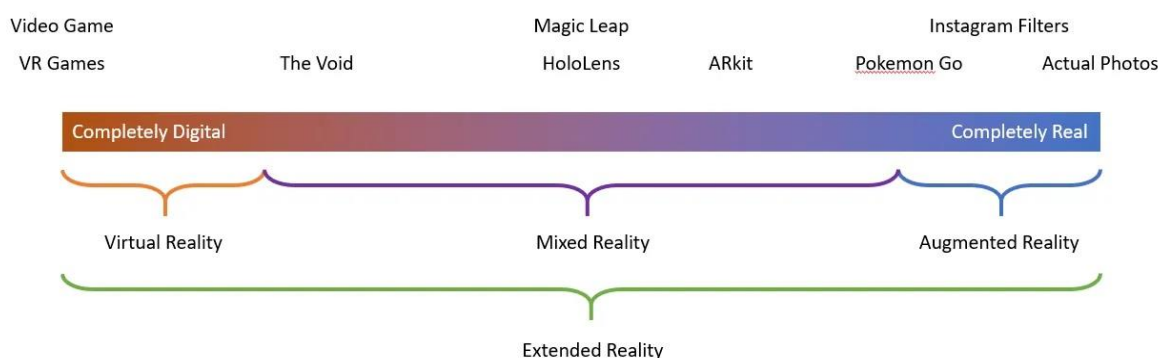 Video Game Magic Leap Instagram Filters
VR Games The Void HoloLens ARkit Pokemon Go Actual Photos
Completely Digital Completely Real
Virtual Reality Mixed Reality Augmented Reality
Extended Reality